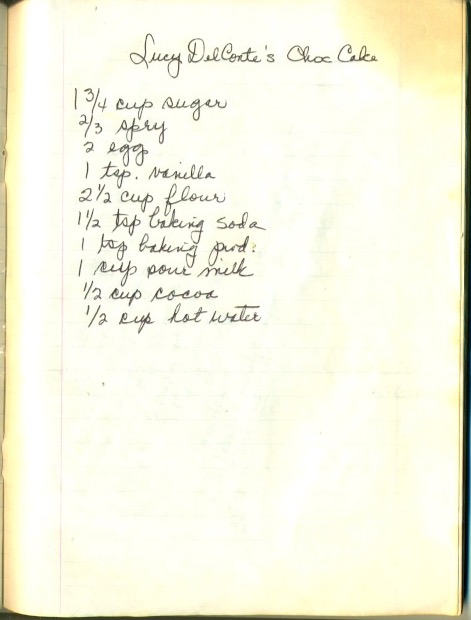 Lucy DelConte's Choc Cake
1 3/4 cup sugar
2/3 spry
2 egg
1 tsp. vanilla
2 1/2 cup flour
1 1/2 tsp baking soda
1 tsp baking pwd.
1 cup sour milk
1/2 cup cocoa
1/2 cup hot water